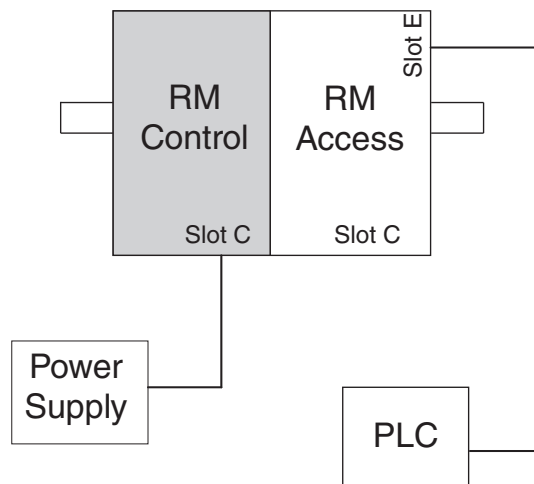 Slot E
RM
Control
RM
Access
Slot C
Slot C
Power
Supply
PLC